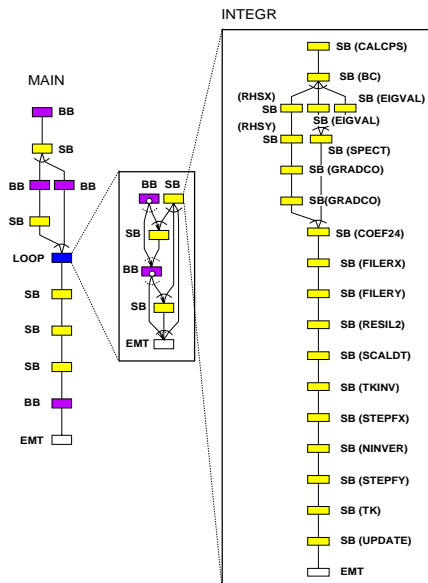 INTEGR
MAIN
BB
SB
BB
BB
SB
LOOP
SB
SB
SB
BB
EMT
BB
SB
SB
BB
SB
EMT
SB (CALCPS)
SB (BC)
(RHSX)
SB
SB (EIGVAL)
SB (EIGVAL)
(RHSY)
SB
SB (SPECT)
SB (GRADCO)
SB(GRADCO)
SB (COEF24)
SB (FILERX)
SB (FILERY)
SB (RESIL2)
SB (SCALDT)
SB (TKINV)
SB (STEPFX)
SB (NINVER)
SB (STEPFY)
SB (TK)
SB (UPDATE)
EMT